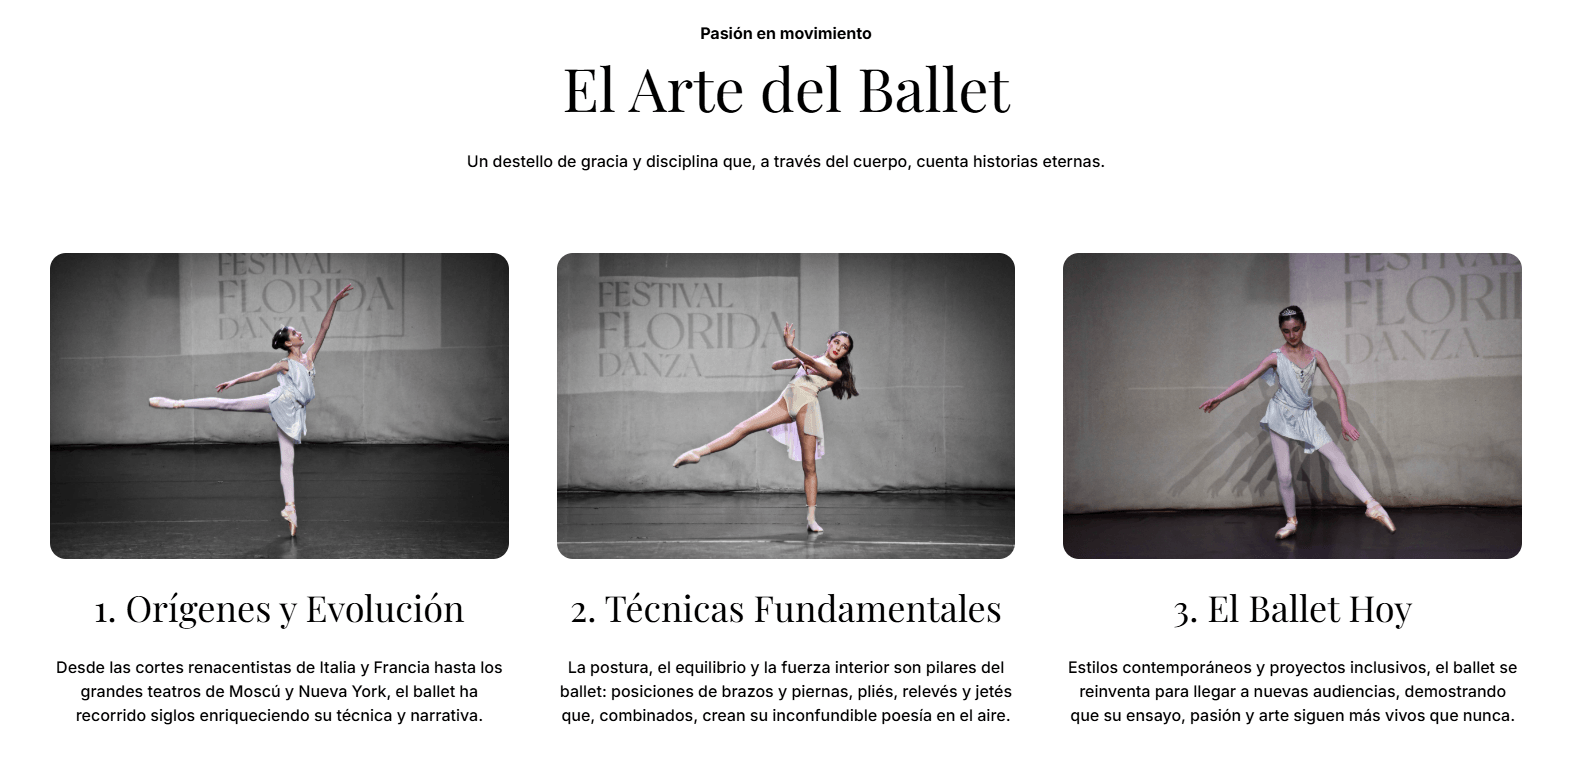 Pasión en movimiento
El Arte del Ballet
Un destello de gracia y disciplina que, a través del cuerpo, cuenta historias eternas.
FESTIVAL
FLORIDA
DANZA
FESTIVAL
FLORIDA
DANZA
FLORI
DANZA
1. Orígenes y Evolución
Desde las cortes renacentistas de Italia y Francia hasta los
grandes teatros de Moscú y Nueva York, el ballet ha
recorrido siglos enriqueciendo su técnica y narrativa.
2. Técnicas Fundamentales
La postura, el equilibrio y la fuerza interior son pilares del
ballet: posiciones de brazos y piernas, pliés, relevés y jetés
que, combinados, crean su inconfundible poesía en el aire.
3. El Ballet Hoy
Estilos contemporáneos y proyectos inclusivos, el ballet se
reinventa para llegar a nuevas audiencias, demostrando
que su ensayo, pasión y arte siguen más vivos que nunca.